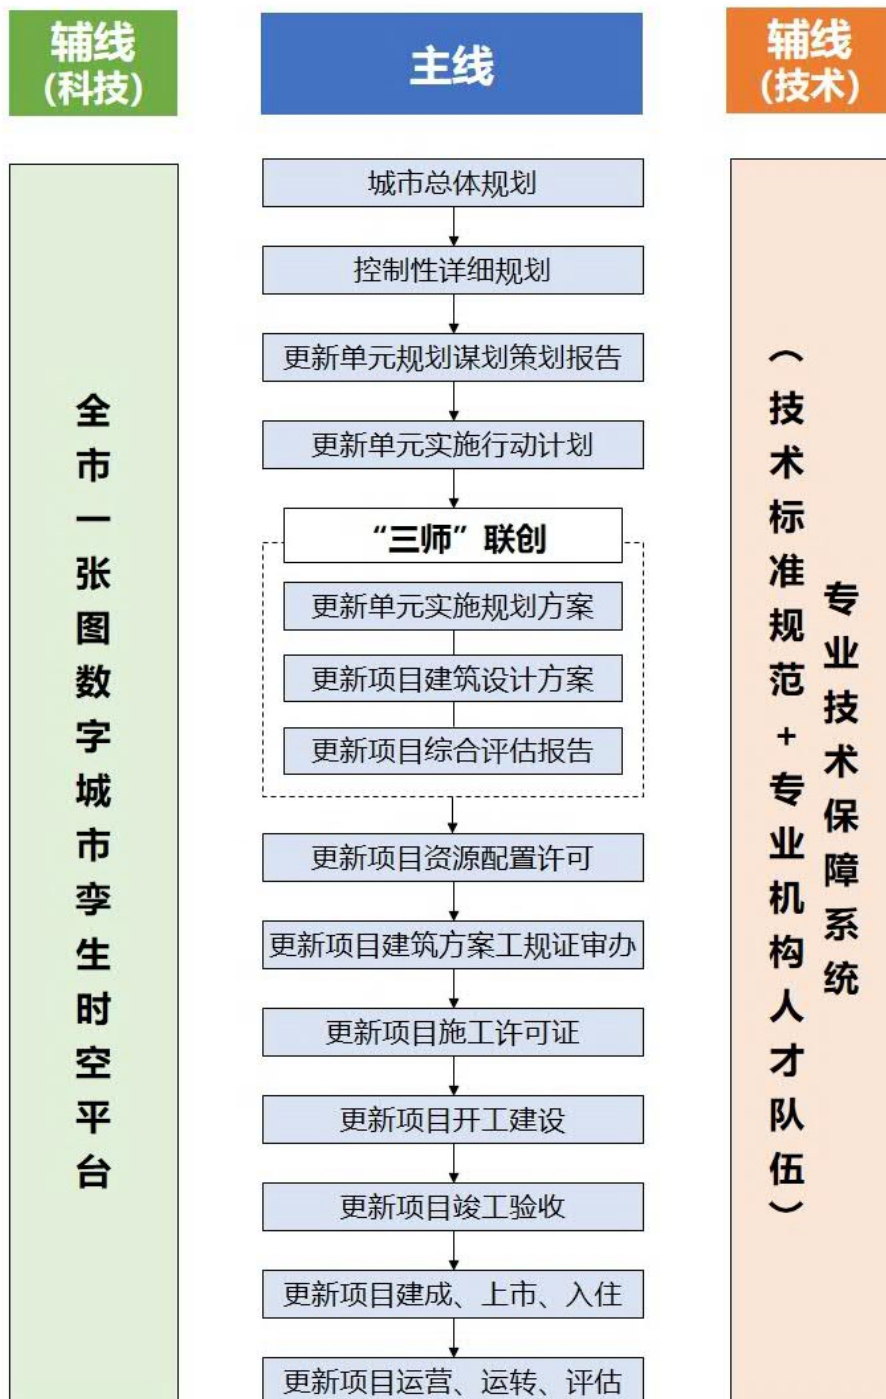 辅线
(科技)
主线
辅线
(技术)
全市一张图数字城市孪生时空平台
城市总体规划
控制性详细规划
更新单元规划谋划策划报告
更新单元实施行动计划
“三师”联创
更新单元实施规划方案
更新项目建筑设计方案
更新项目综合评估报告
更新项目资源配置许可
更新项目建筑方案工规证审办
更新项目施工许可证
更新项目开工建设
更新项目竣工验收
更新项目建成、上市、入住
更新项目运营、运转、评估
专业技术保障系统
（技术标准规范+专业机构人才队伍）